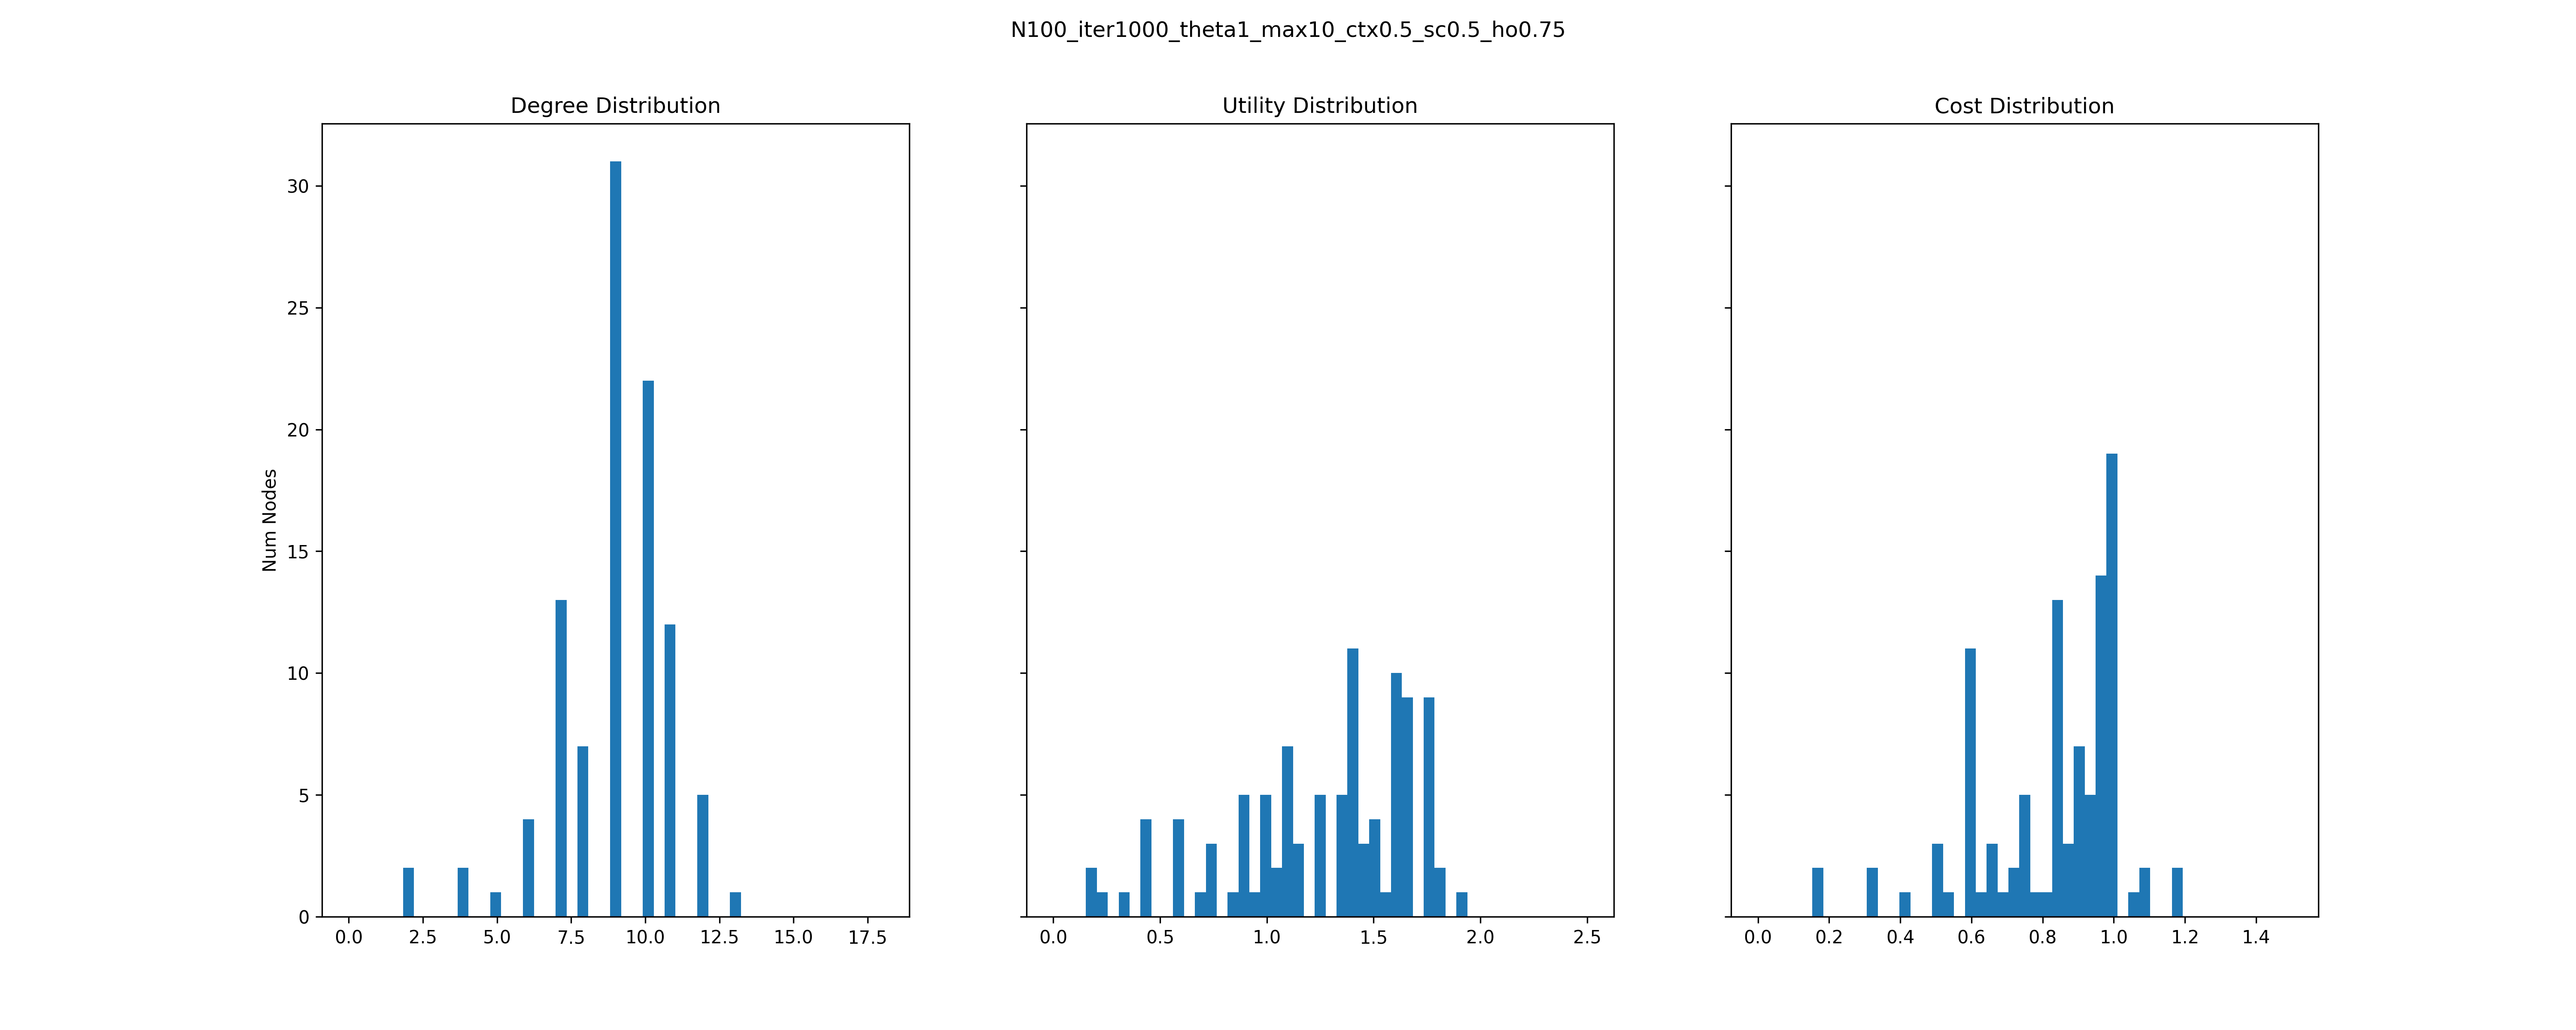 N100_iter1000_theta1_max10_ctx0.5_sc0.5_ho0.75
Degree Distribution
Utility Distribution
Cost Distribution
Num Nodes
30
25
20
15
10
5
0
0.0 2.5 5.0 7.5 10.0 12.5 15.0 17.5
0.0 0.5 1.0 1.5 2.0 2.5
0.0 0.2 0.4 0.6 0.8 1.0 1.2 1.4